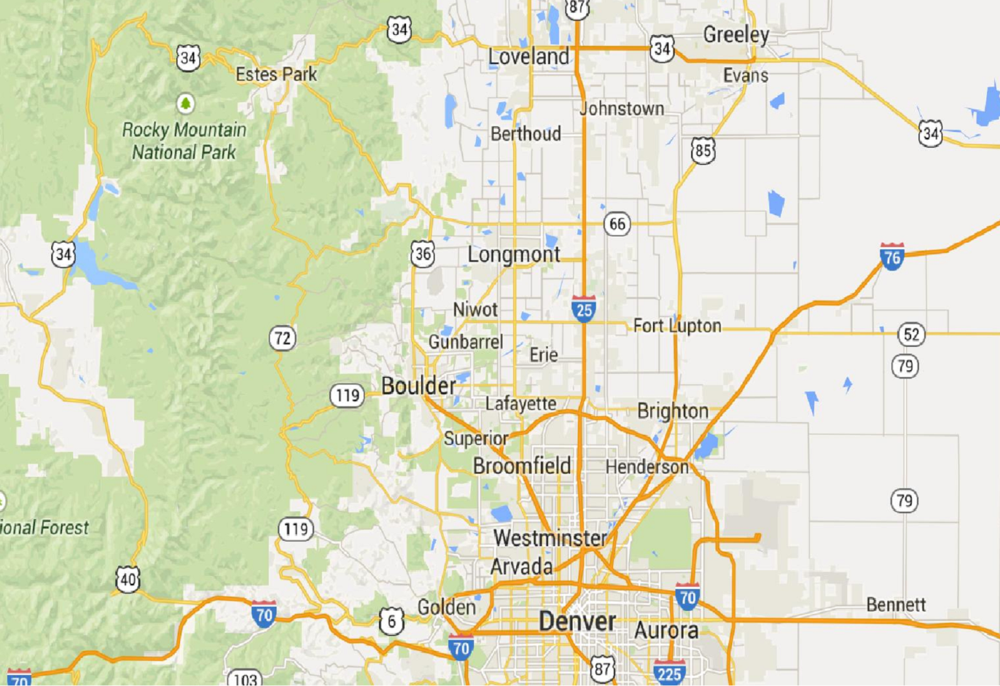 87
34
Greeley
34
34
Loveland
Estes Park
Evans
Johnstown
Rocky Mountain
National Park
Berthoud
34
85
66
34
36
Longmont
76
Niwot
25
Fort Lupton
72
Gunbarrel
52
Erie
79
Boulder
119
Lafayette
Brighton
Superior
Broomfield
Henderson
79
ional Forest
119
Westminster
Arvada
40
70
70
Golden
Bennett
6
Denver
Aurora
70
87
225
70
103